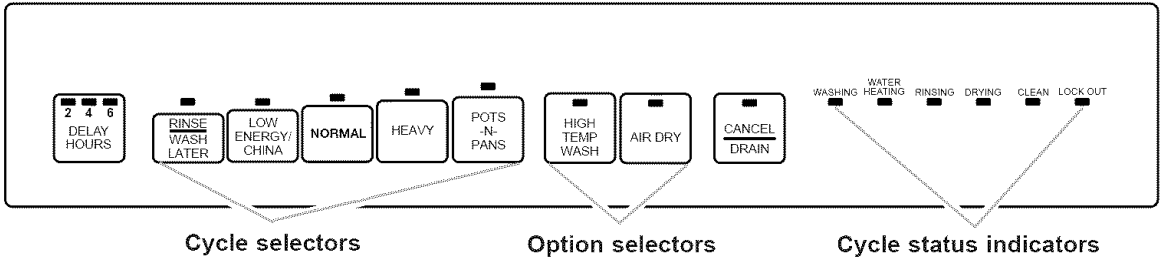 2 4 6
DELAY
HOURS
RINSE
WASH
LATER
LOW
ENERGY/
CHINA
NORMAL
HEAVY
POTS
-N-
PANS
HIGH
TEMP
WASH
AIR DRY
CANCEL
DRAIN
WASHING
WATER
HEATING
RINSING
DRYING
CLEAN
LOCK OUT
Cycle selectors
Option selectors
Cycle status indicators